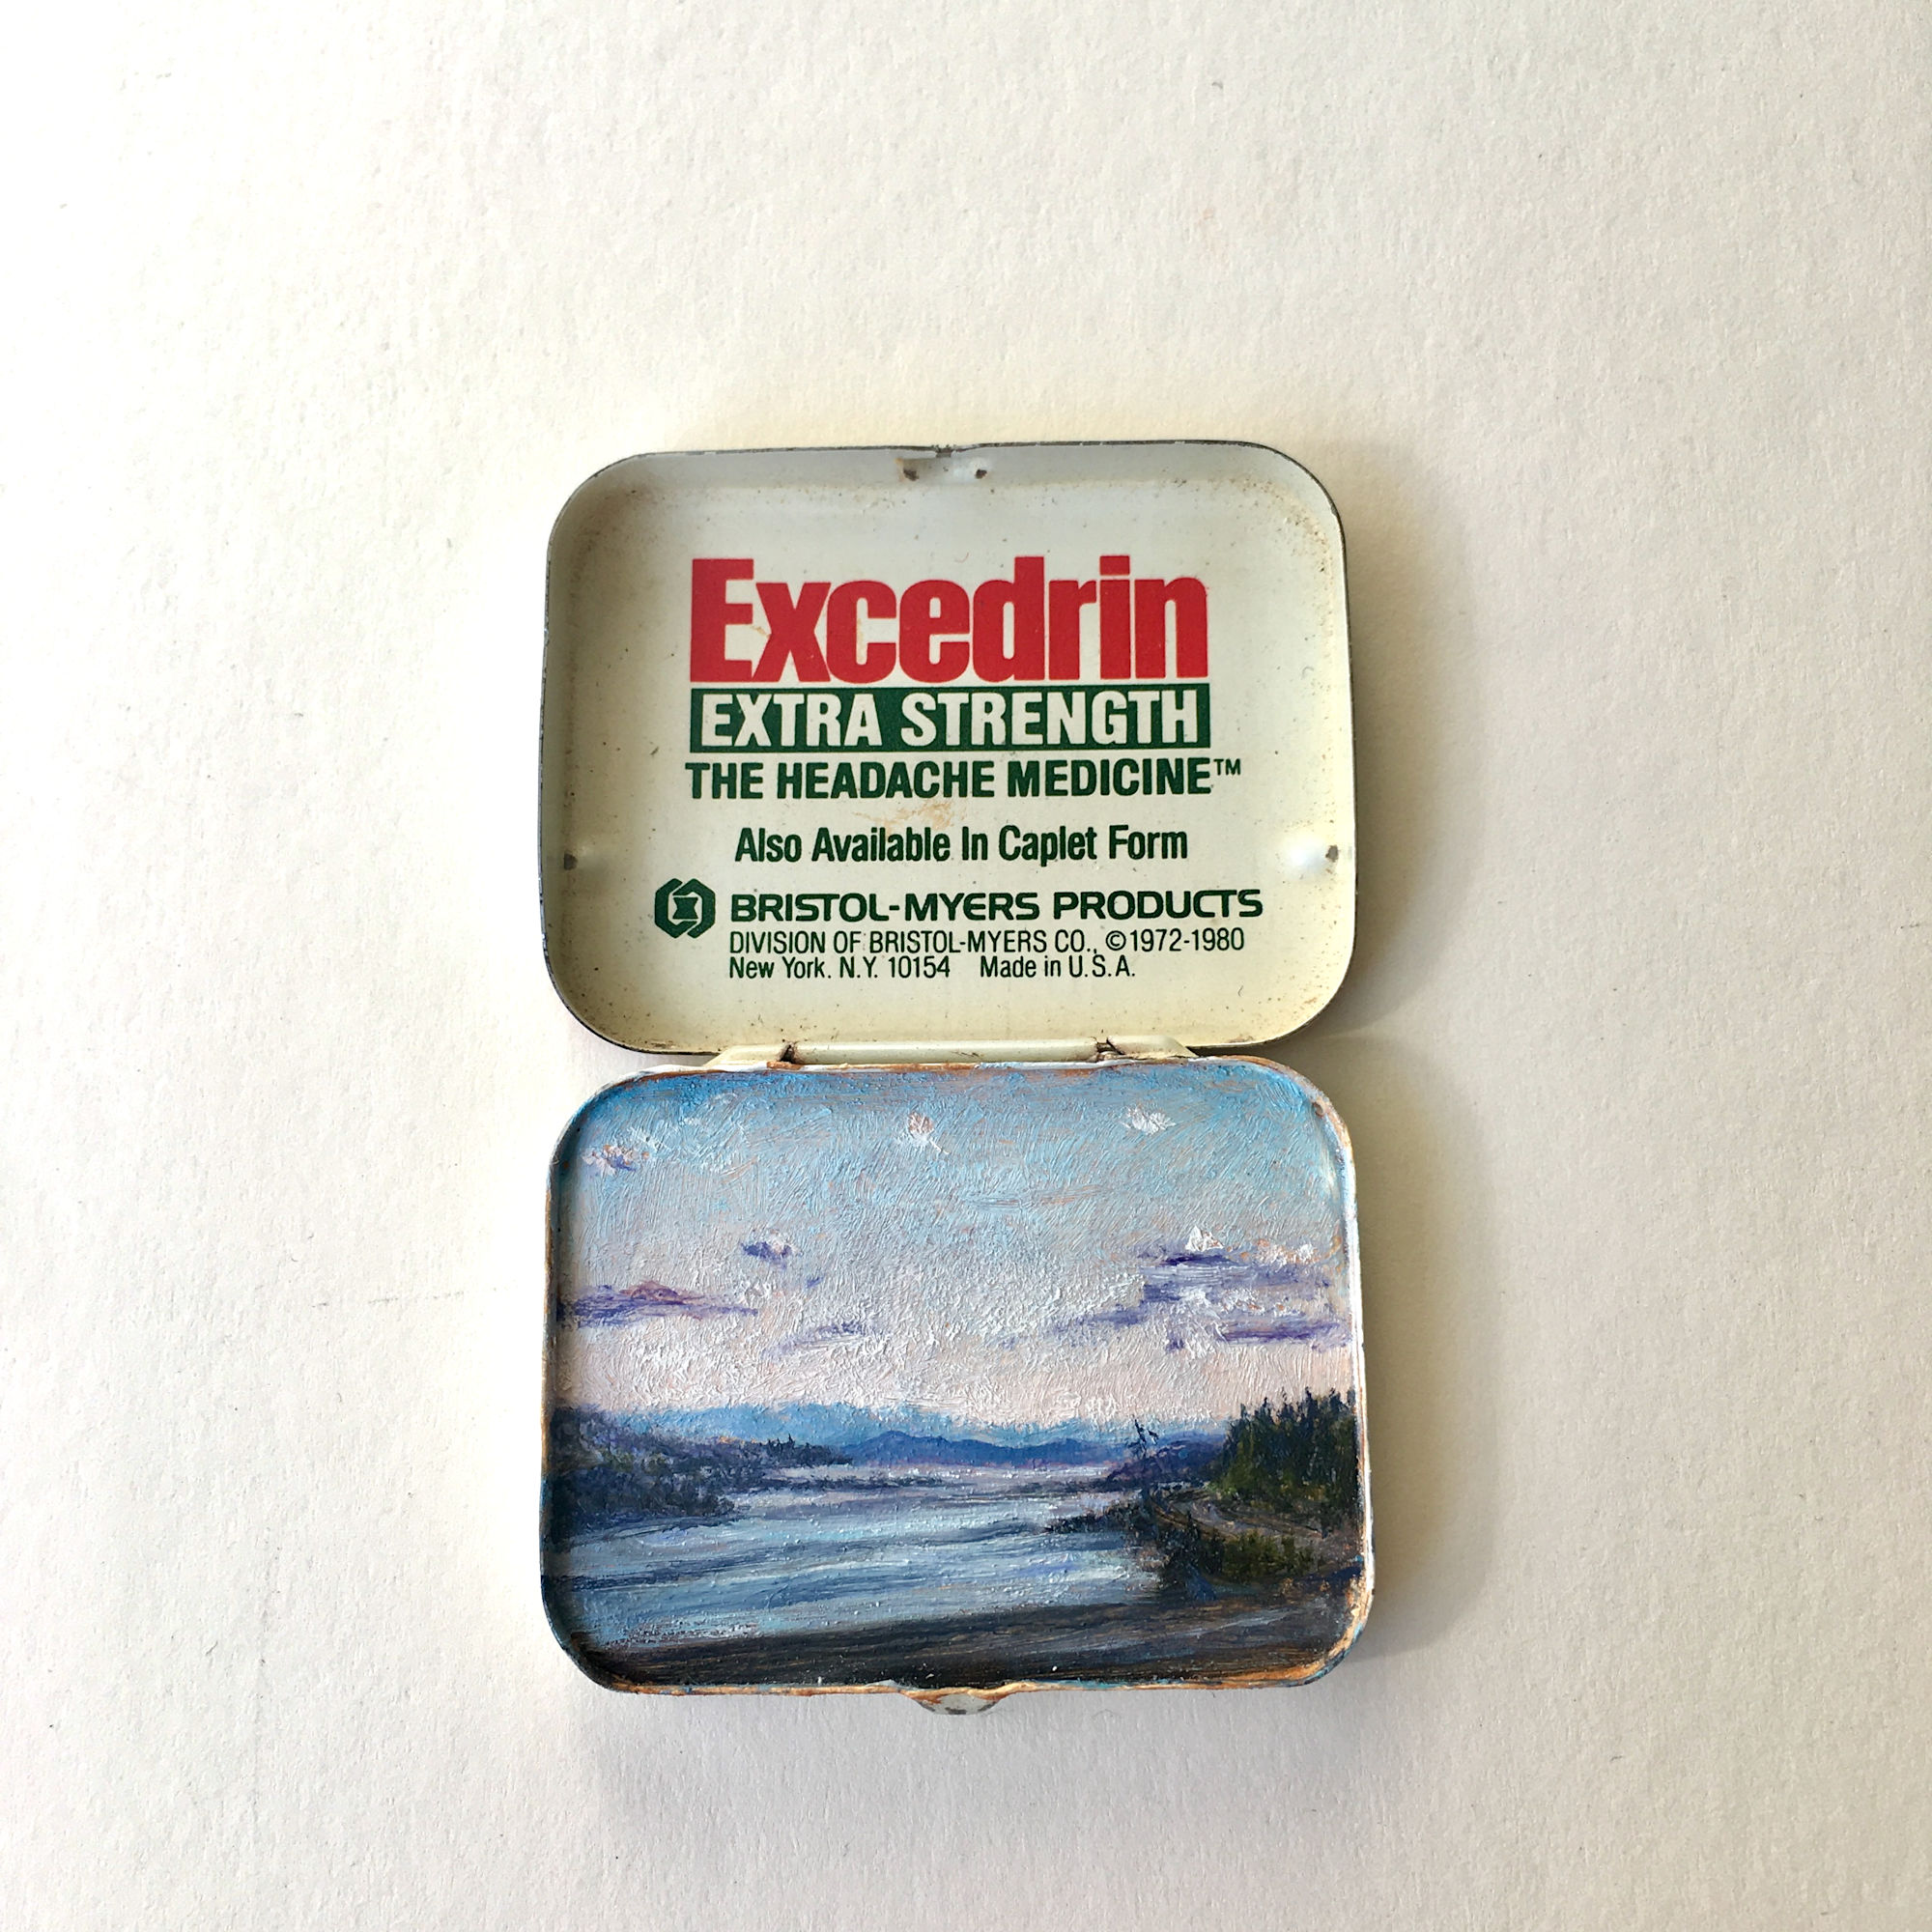 Excedrin
EXTRA STRENGTH
THE HEADACHE MEDICINE™
Also Available In Caplet Form
BRISTOL-MYERS PRODUCTS
DIVISION OF BRISTOL-MYERS CO., ©1972-1980
New York. N.Y. 10154 Made in U.S.A.